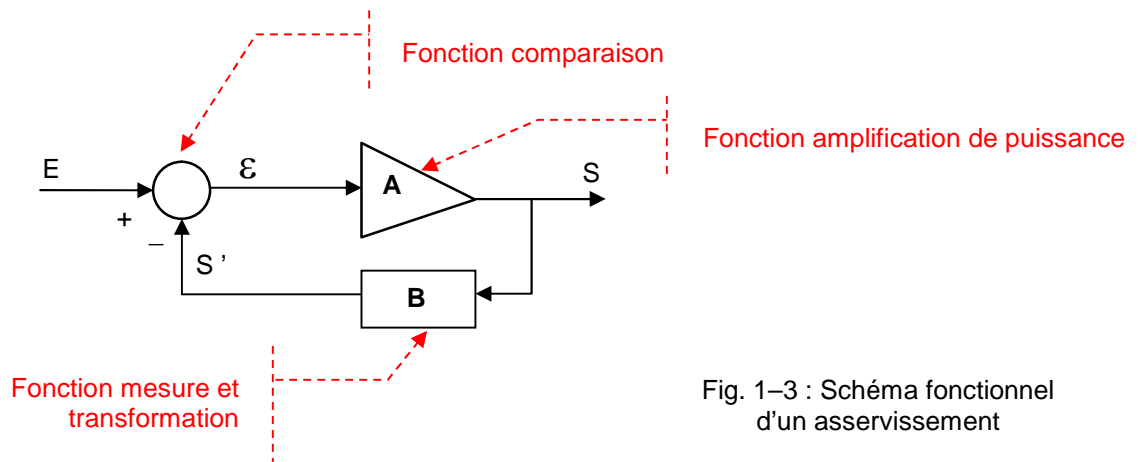 Fonction comparaison
Fonction amplification de puissance
E
ε
A
S
+
−
S ’
B
Fonction mesure et
transformation
Fig. 1–3 : Schéma fonctionnel
d’un asservissement